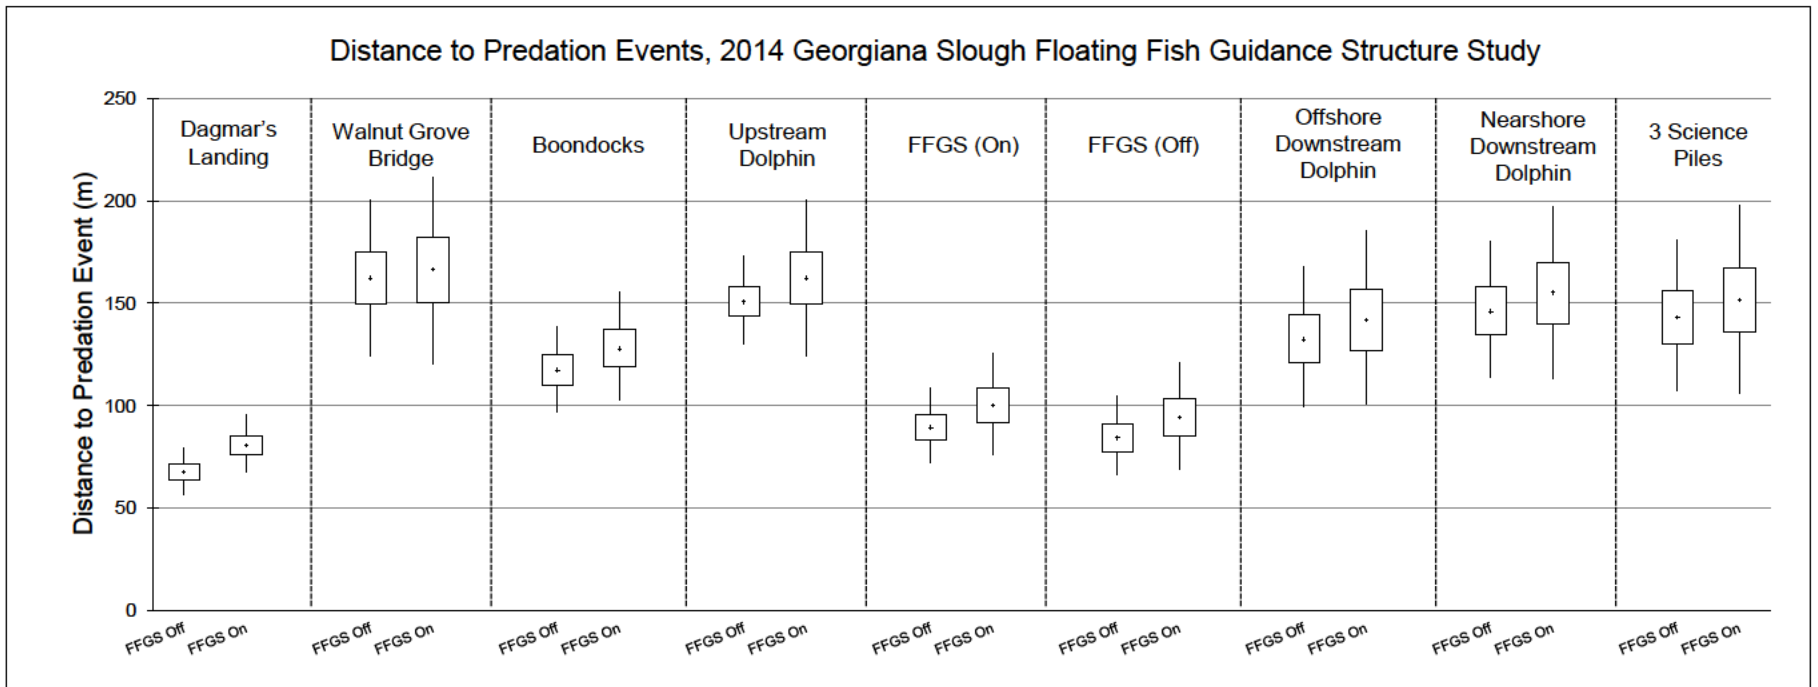 Distance to Predation Events, 2014 Georgiana Slough Floating Fish Guidance Structure Study
Distance to Predation Event (m)
250
200
150
100
50
0
Dagmar's
Landing
Walnut Grove
Bridge
Boondocks
Upstream
Dolphin
FFGS (On)
FFGS (Off)
Offshore
Downstream
Dolphin
Nearshore
Downstream
Dolphin
3 Science
Piles
FFGS Off
FFGS On
FFGS Off
FFGS On
FFGS Off
FFGS On
FFGS Off
FFGS On
FFGS Off
FFGS On
FFGS Off
FFGS On
FFGS Off
FFGS On
FFGS Off
FFGS On
FFGS Off
FFGS On